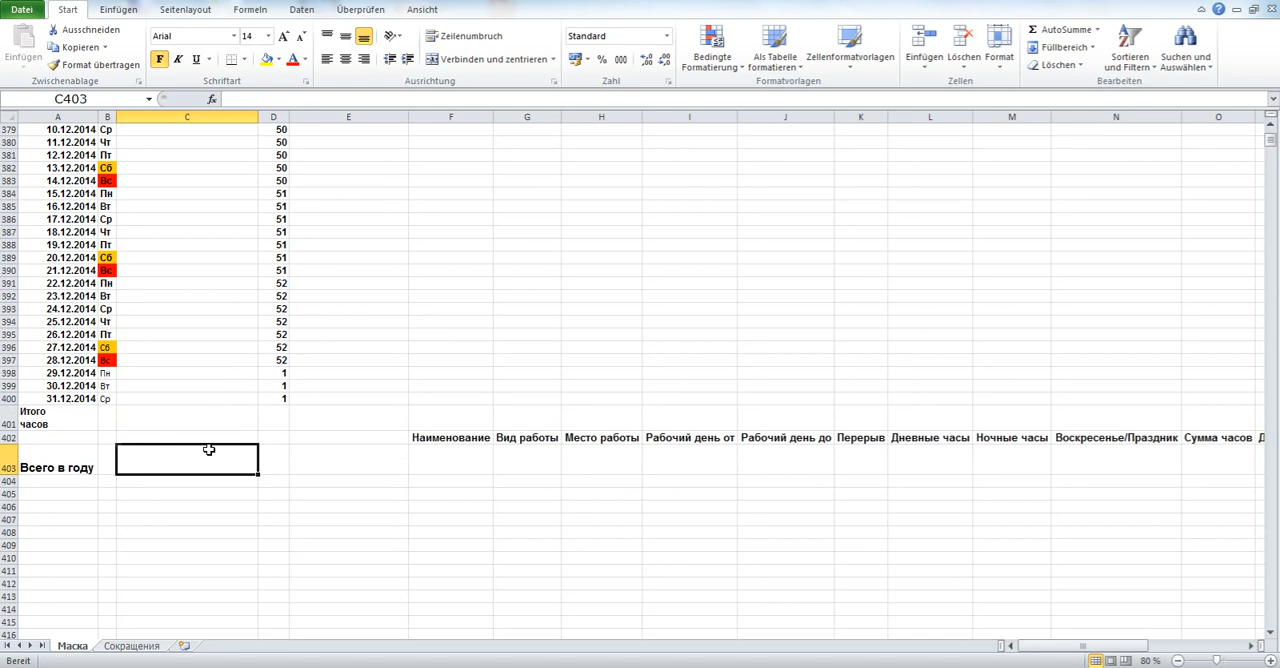 Datei Start Einfügen Seitenlayout Formeln Daten Überprüfen Ansicht
Ausschneiden Arial 14 Zeilenumbruch Standard AutoSumme
Kopieren Füllbereich
Einfügen Format übertragen F K U Verbinden und zentrieren % 000 Bedingte Formatierung Als Tabelle formatieren Zellenformatvorlagen Einfügen Löschen Format Löschen Sortieren und Filtern Suchen und Auswählen
Zwischenablage Schriftart Ausrichtung Zahl Formatvorlagen Zellen Bearbeiten
C403 fx
A B C D E F G H I J K L M N O
379 10.12.2014 Ср 50
380 11.12.2014 Чт 50
381 12.12.2014 Пт 50
382 13.12.2014 Сб 50
383 14.12.2014 Вс 50
384 15.12.2014 Пн 51
385 16.12.2014 Вт 51
386 17.12.2014 Ср 51
387 18.12.2014 Чт 51
388 19.12.2014 Пт 51
389 20.12.2014 Сб 51
390 21.12.2014 Вс 51
391 22.12.2014 Пн 52
392 23.12.2014 Вт 52
393 24.12.2014 Ср 52
394 25.12.2014 Чт 52
395 26.12.2014 Пт 52
396 27.12.2014 Сб 52
397 28.12.2014 Вс 52
398 29.12.2014 Пн 1
399 30.12.2014 Вт 1
400 31.12.2014 Ср 1
Итого
401 часов
402 Наименование Вид работы Место работы Рабочий день от Рабочий день до Перерыв Дневные часы Ночные часы Воскресенье/Праздник Сумма часов Д
403 Всего в году
404
405
406
407
408
409
410
411
412
413
414
415
416
Маска Сокращения
Bereit 80 %